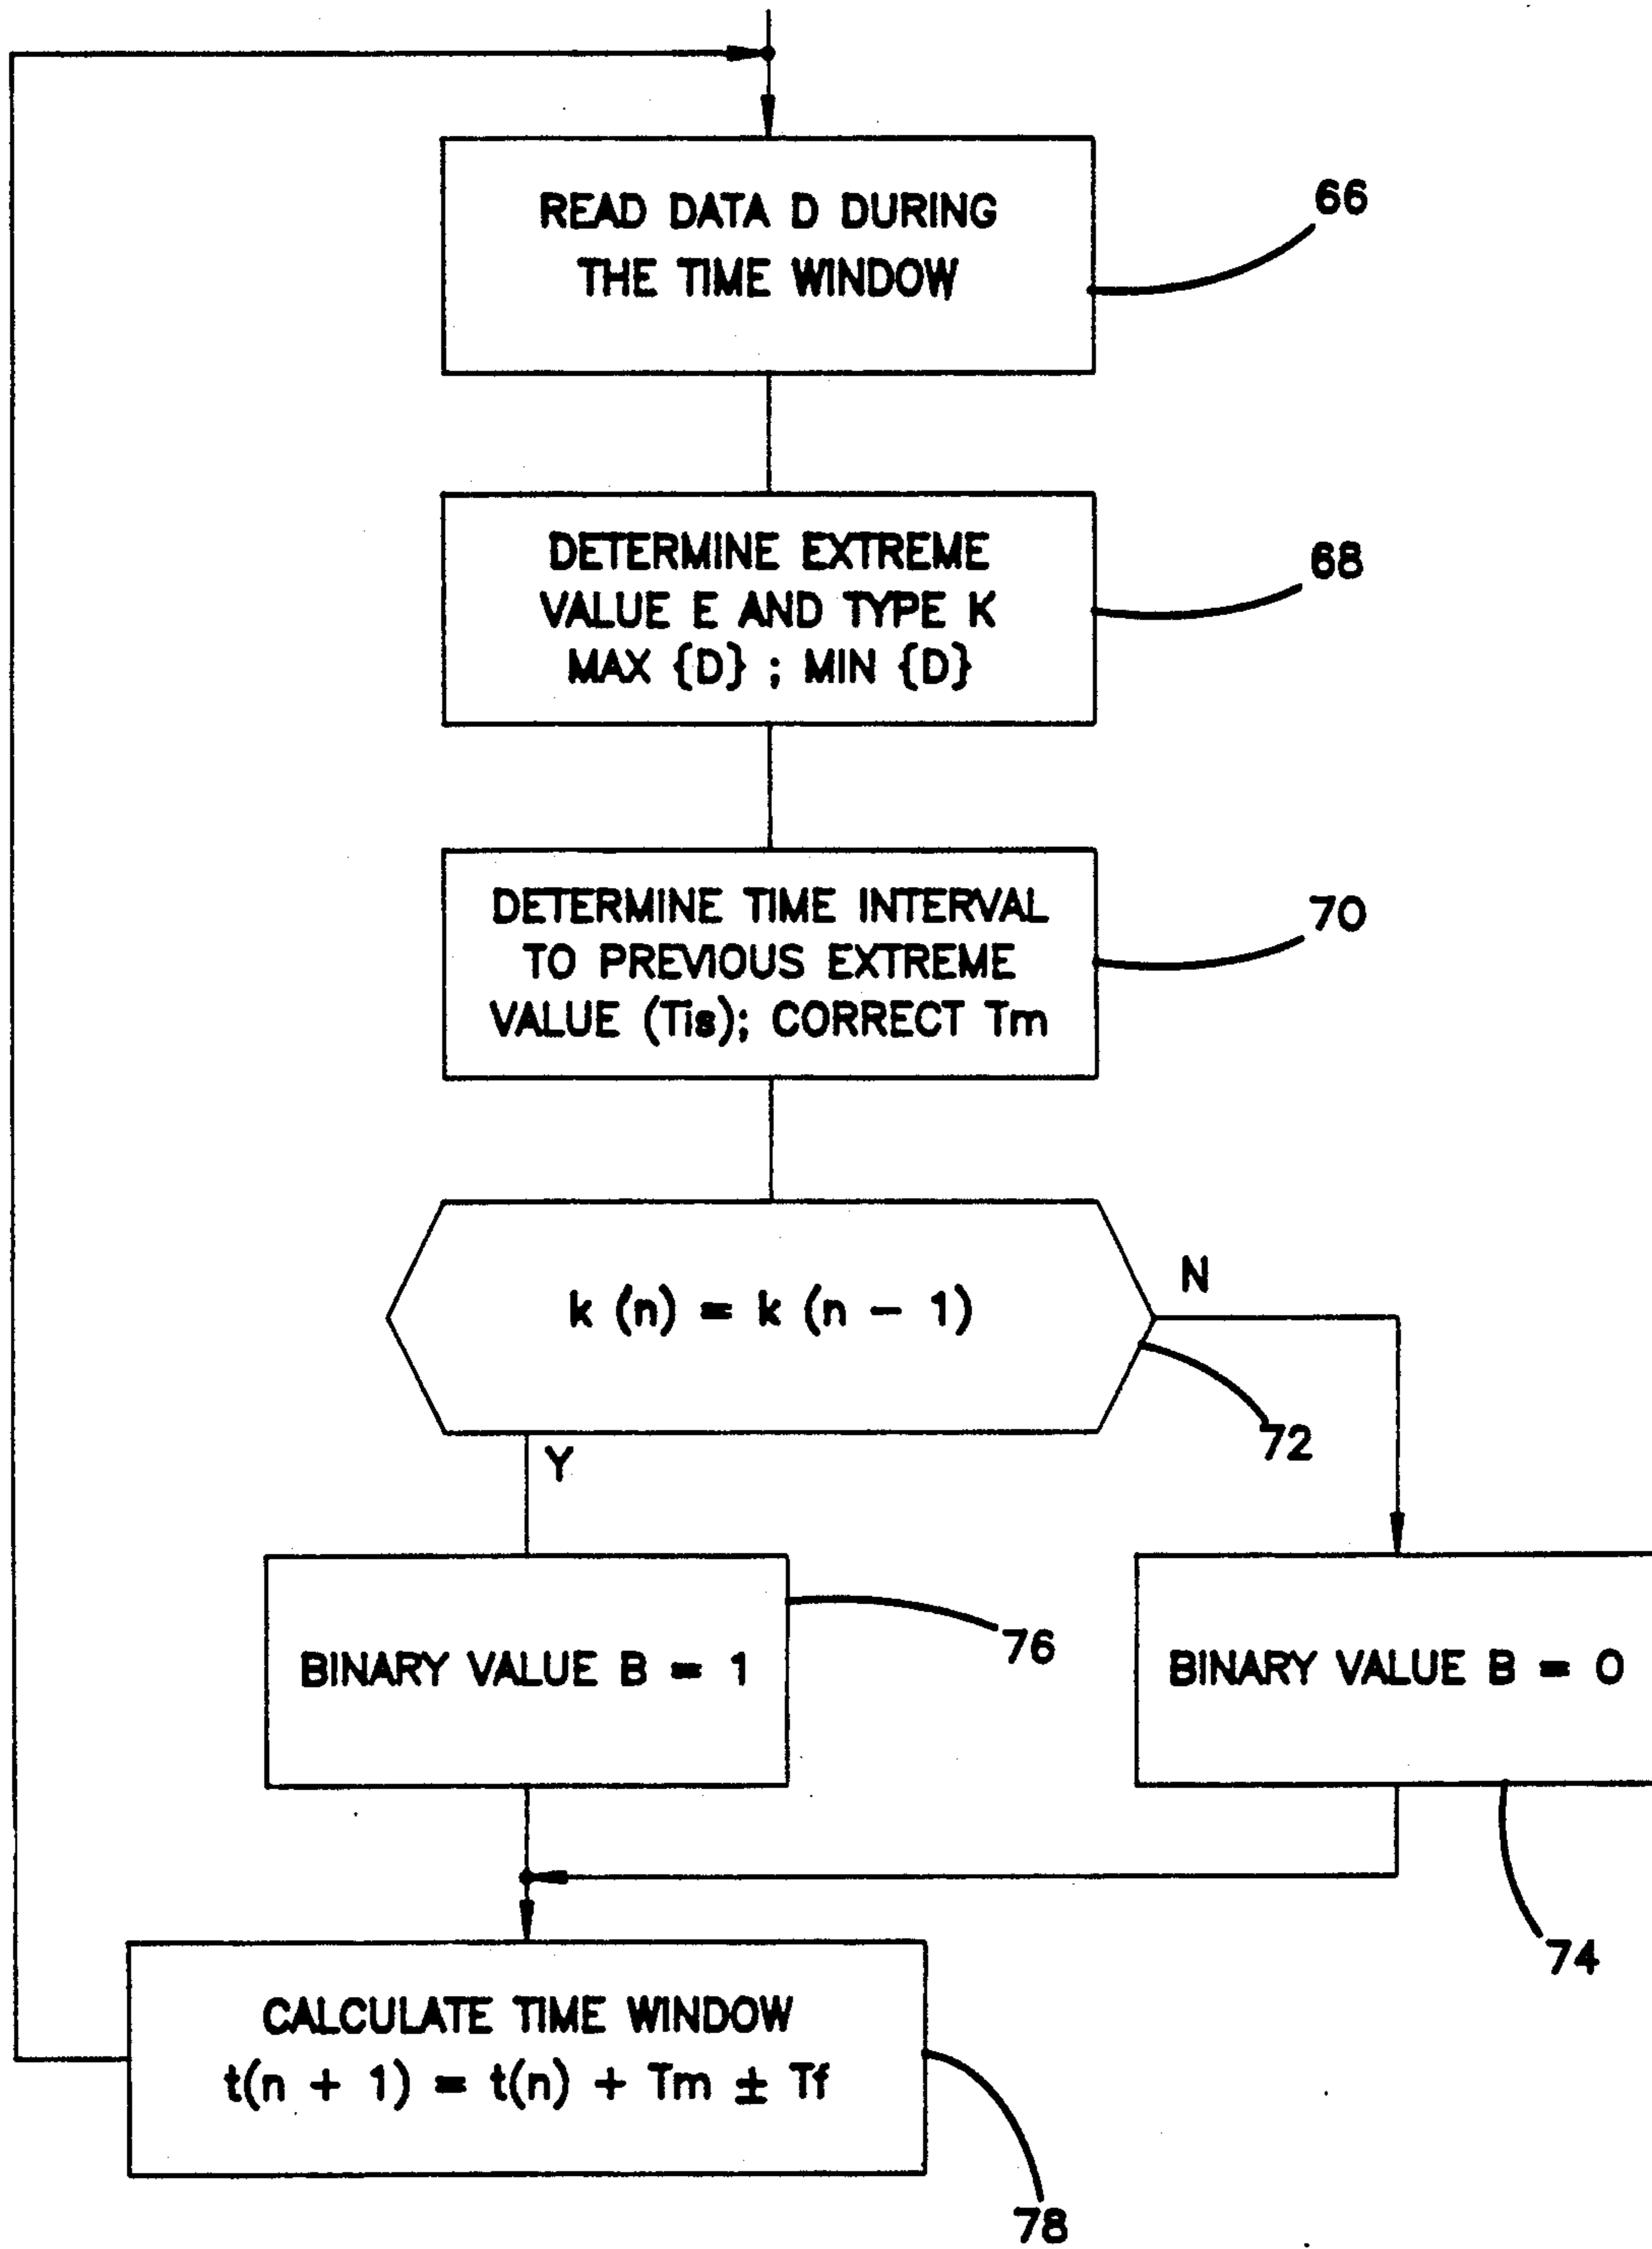 READ DATA D DURING
THE TIME WINDOW
66
DETERMINE EXTREME
VALUE E AND TYPE K
MAX {D} ; MIN {D}
68
DETERMINE TIME INTERVAL
TO PREVIOUS EXTREME
VALUE (Tis); CORRECT Tm
70
k (n) = k (n - 1)
N
72
Y
BINARY VALUE B = 1
76
BINARY VALUE B = 0
74
CALCULATE TIME WINDOW
t(n + 1) = t(n) + Tm ± Tf
78